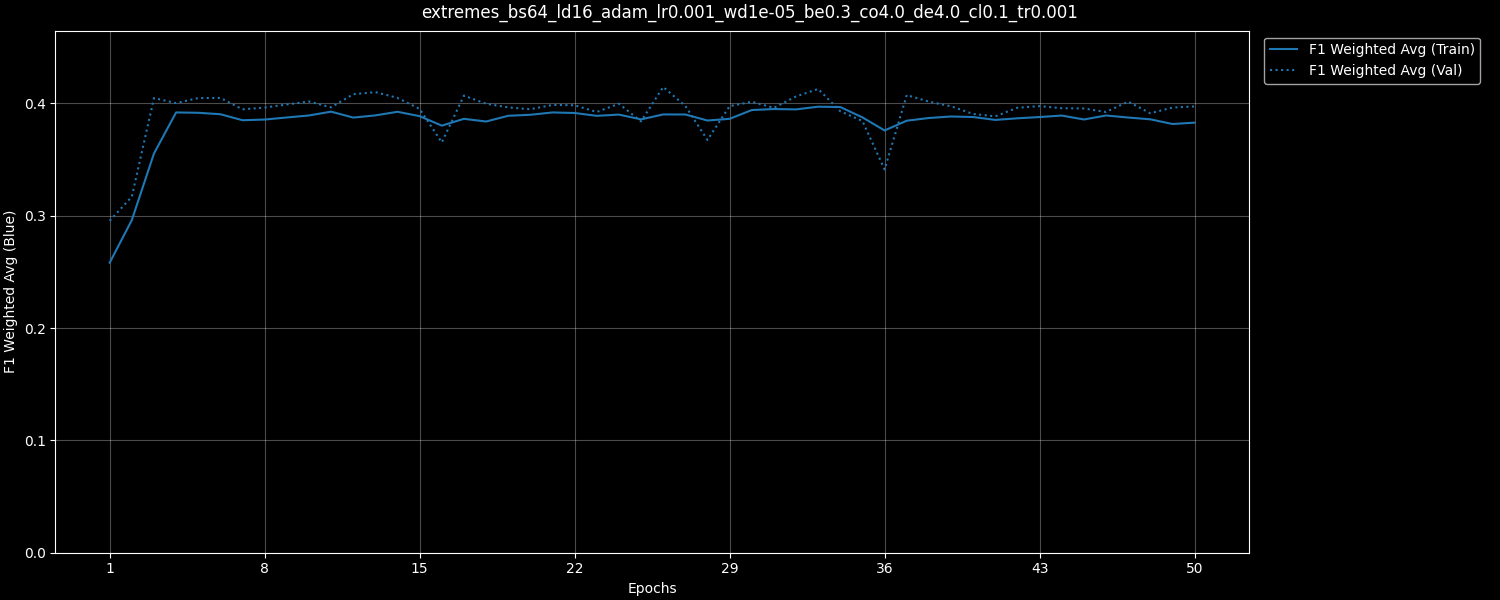 extremes_bs64_ld16_adam_lr0.001_wd1e-05_be0.3_co4.0_de4.0_cl0.1_tr0.001
F1 Weighted Avg (Train)
F1 Weighted Avg (Val)
F1 Weighted Avg (Blue)
0.4
0.3
0.2
0.1
0.0
1 8 15 22 29 36 43 50
Epochs